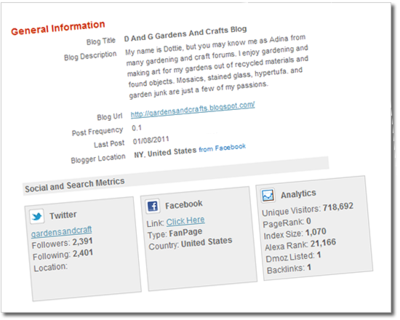 General Information
Blog Title D And G Gardens And Crafts Blog
Blog Description My name is Dottie, but you may know me as Adina from
many gardening and craft forums. I enjoy gardening and
making art for my gardens out of recycled materials and
found objects. Mosaics, stained glass, hypertufa, and
garden junk are just a few of my passions.
Blog Url http://gardensandcrafts.blogspot.com/
Post Frequency 0.1
Last Post 01/08/2011
Blogger Location NY, United States from Facebook
Social and Search Metrics
Twitter
gardensandcraft
Followers: 2,391
Following: 2,401
Location:
Facebook
Link: Click Here
Type: FanPage
Country: United States
Analytics
Unique Visitors: 718,692
PageRank: 0
Index Size: 1,070
Alexa Rank: 21,166
Dmoz Listed: 1
Backlinks: 1